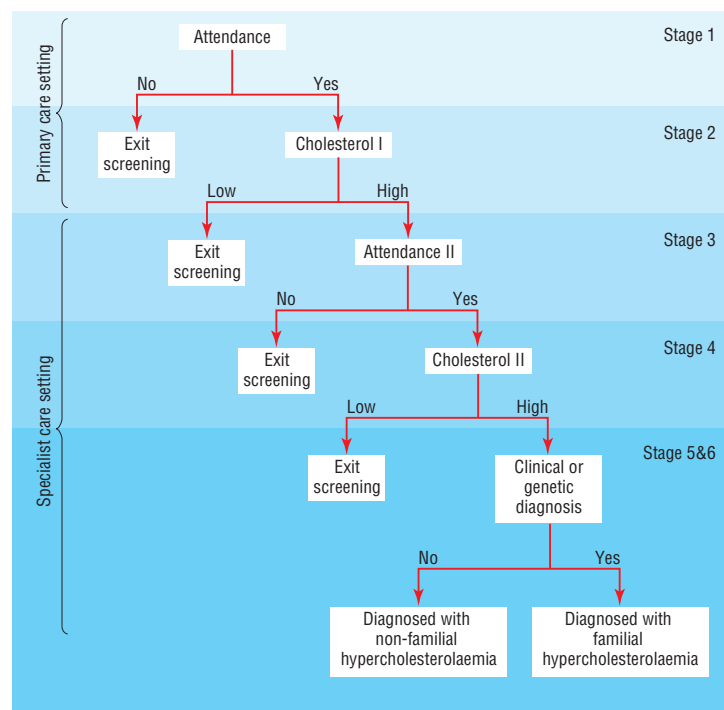 Attendance
Stage 1
No
Yes
Primary care setting
Exit
screening
Cholesterol I
Stage 2
Low
High
Exit
screening
Attendance II
Stage 3
No
Yes
Specialist care setting
Exit
screening
Cholesterol II
Stage 4
Low
High
Exit
screening
Clinical or
genetic
diagnosis
Stage 5&6
No
Yes
Diagnosed with
non-familial
hypercholesterolaemia
Diagnosed with
familial
hypercholesterolaemia